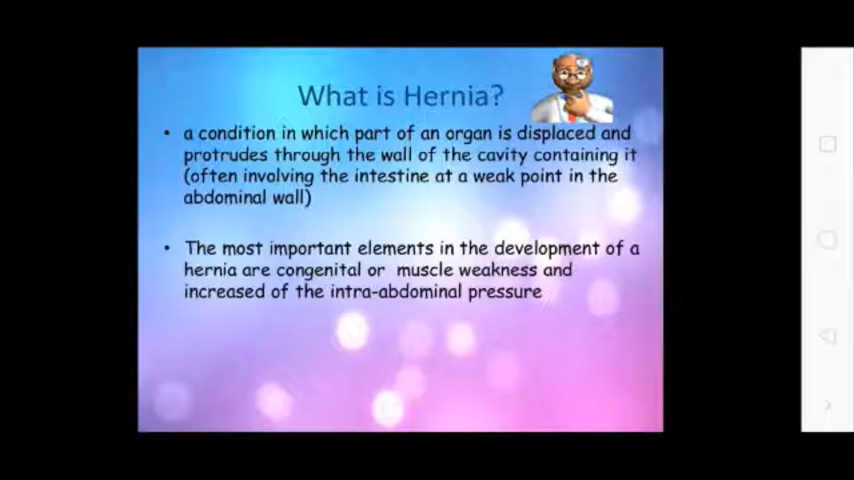 What is Hernia?
• a condition in which part of an organ is displaced and
protrudes through the wall of the cavity containing it
(often involving the intestine at a weak point in the
abdominal wall)
• The most important elements in the development of a
hernia are congenital or muscle weakness and
increased of the intra-abdominal pressure